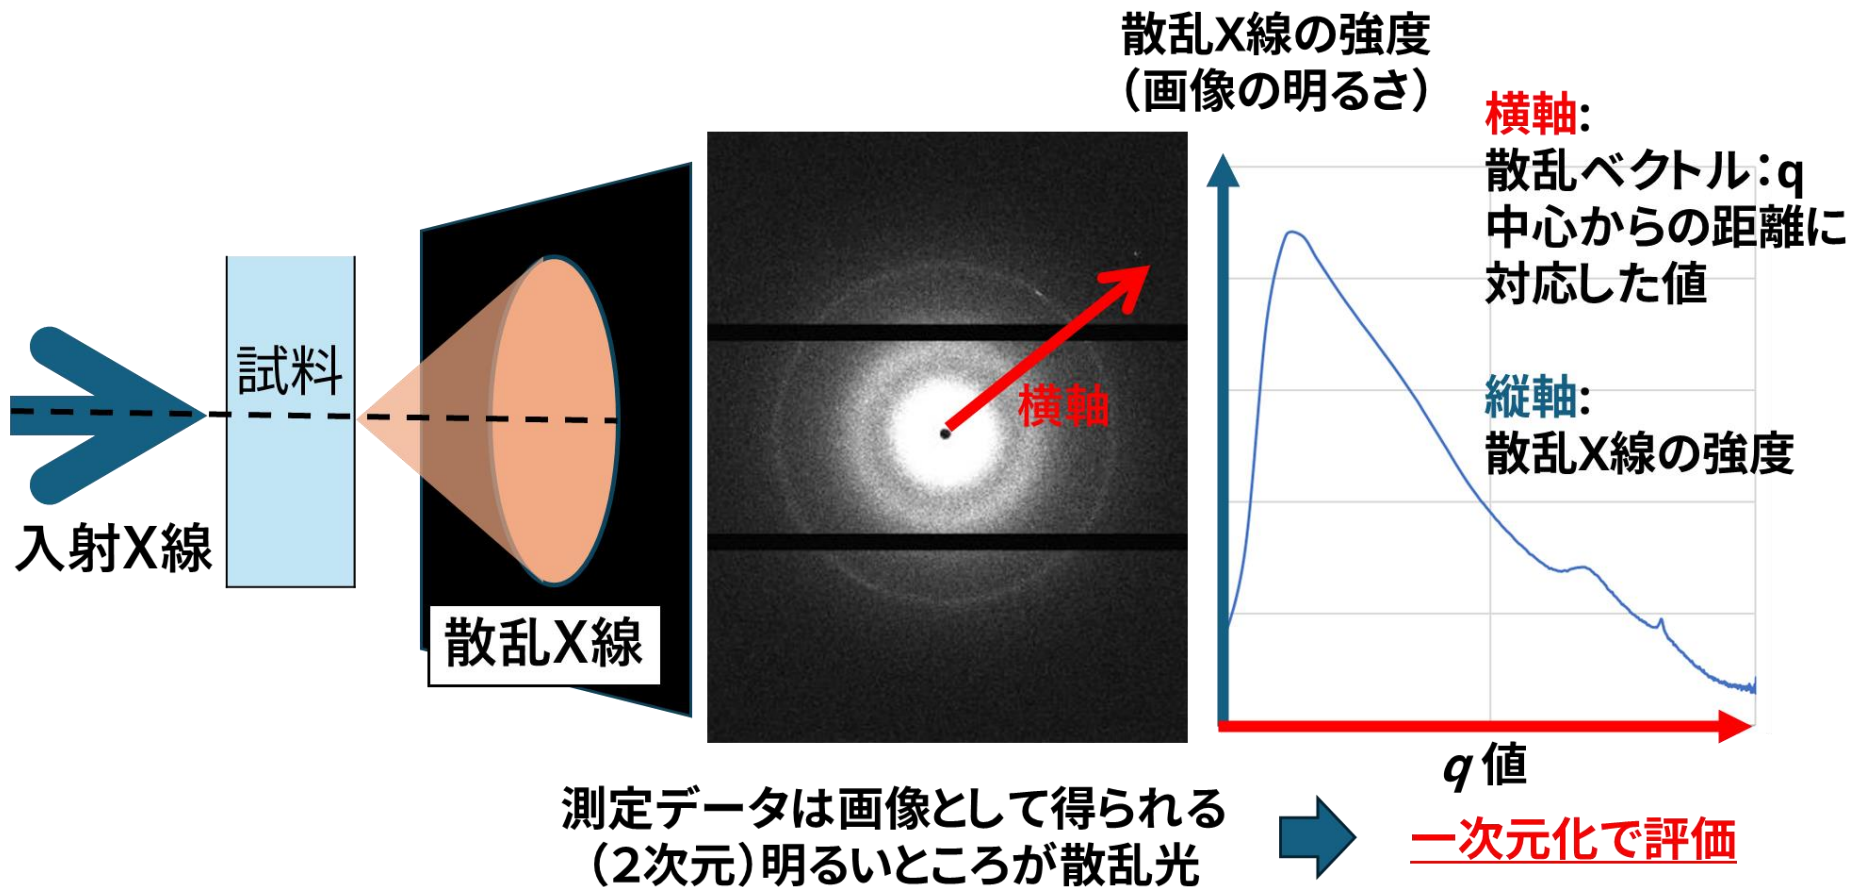 入射X線
試料
散乱X線
横軸
散乱X線の強度
（画像の明るさ）
横軸:
散乱ベクトル：q
中心からの距離に
対応した値
縦軸:
散乱X線の強度
q 値
測定データは画像として得られる
（２次元）明るいところが散乱光
一次元化で評価